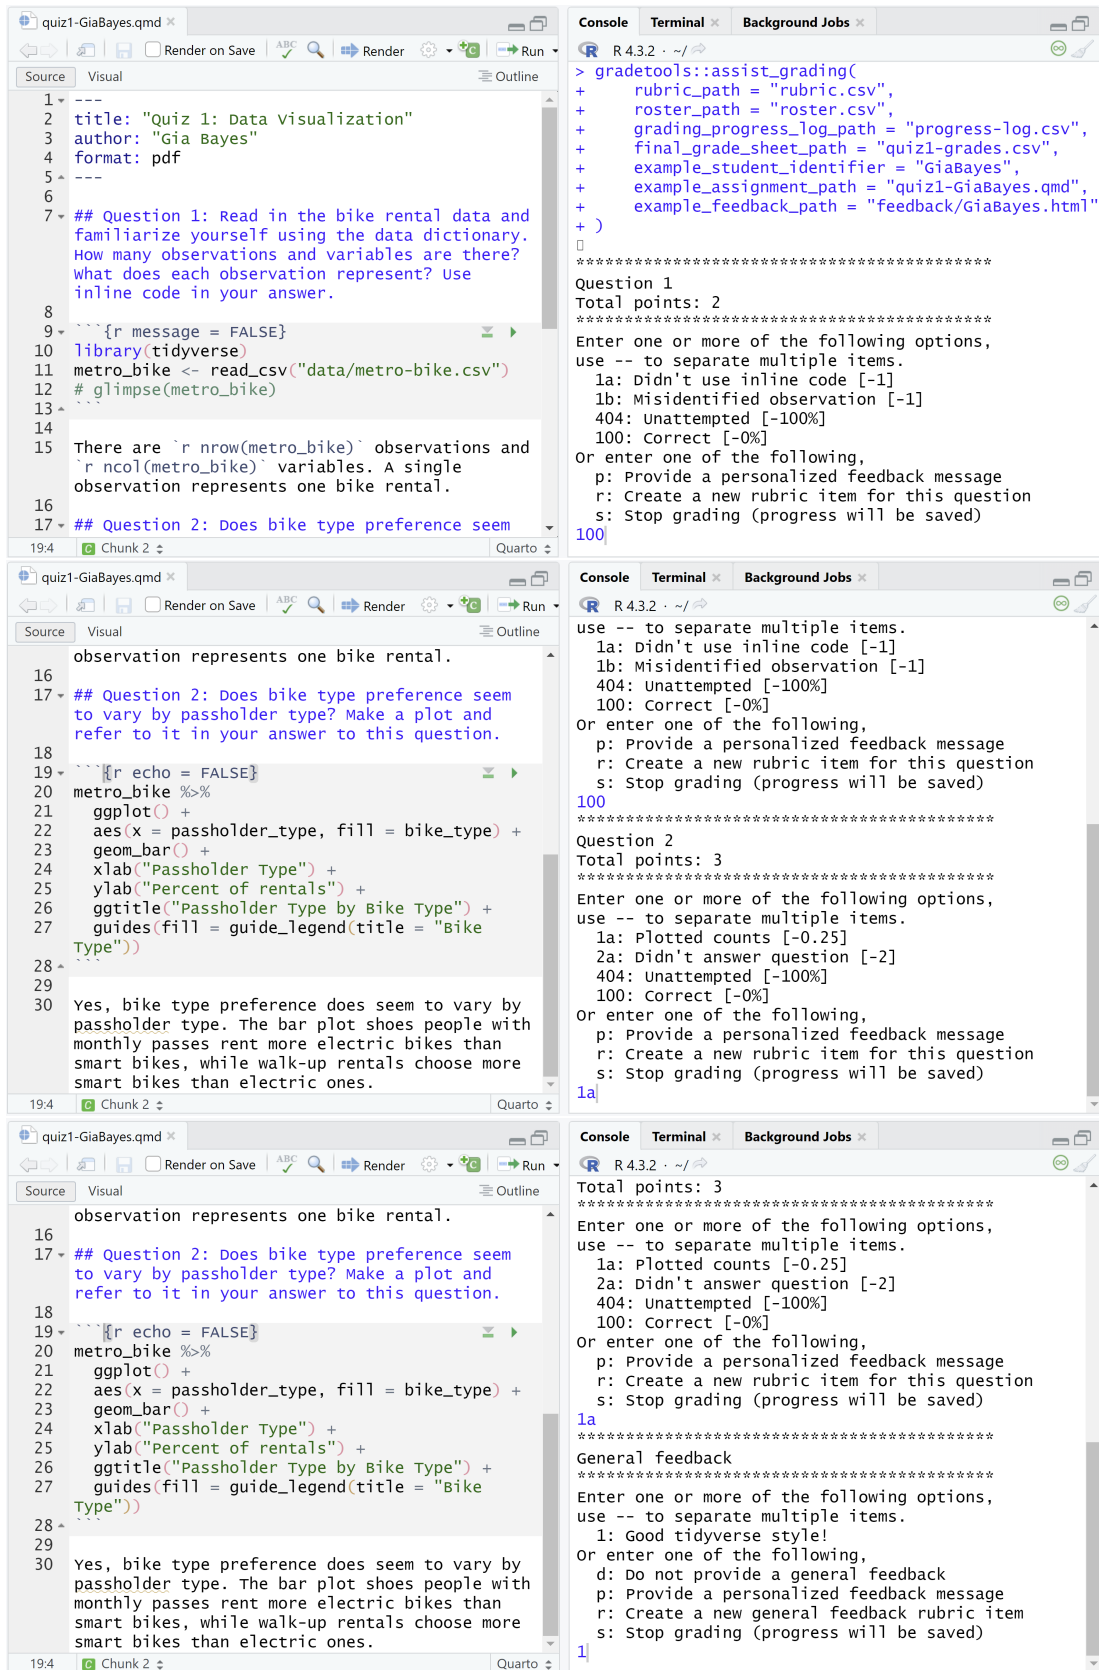 quiz1-GiaBayes.qmd
Render on Save
ABC
Render
Run
Source
Visual
Outline
1 ---
2 title: "Quiz 1: Data Visualization"
3 author: "Gia Bayes"
4 format: pdf
5 ---
6
7 ## Question 1: Read in the bike rental data and
familiarize yourself using the data dictionary.
How many observations and variables are there?
What does each observation represent? Use
inline code in your answer.
8
9 ```{r message = FALSE}
10 library(tidyverse)
11 metro_bike <- read_csv("data/metro-bike.csv")
12 # glimpse(metro_bike)
13 ```
14
15 There are `r nrow(metro_bike)` observations and
`r ncol(metro_bike)` variables. A single
observation represents one bike rental.
16
17 ## Question 2: Does bike type preference seem
19:4 C Chunk 2 Quarto
Console Terminal Background Jobs
R 4.3.2 · ~/
> gradetools::assist_grading(
+ rubric_path = "rubric.csv",
+ roster_path = "roster.csv",
+ grading_progress_log_path = "progress-log.csv",
+ final_grade_sheet_path = "quiz1-grades.csv",
+ example_student_identifier = "GiaBayes",
+ example_assignment_path = "quiz1-GiaBayes.qmd",
+ example_feedback_path = "feedback/GiaBayes.html"
+ )
******************************************
Question 1
Total points: 2
******************************************
Enter one or more of the following options,
use -- to separate multiple items.
1a: Didn't use inline code [-1]
1b: Misidentified observation [-1]
404: Unattempted [-100%]
100: Correct [-0%]
Or enter one of the following,
p: Provide a personalized feedback message
r: Create a new rubric item for this question
s: Stop grading (progress will be saved)
100
quiz1-GiaBayes.qmd
Render on Save
ABC
Render
Run
Source
Visual
Outline
observation represents one bike rental.
16
17 ## Question 2: Does bike type preference seem
to vary by passholder type? Make a plot and
refer to it in your answer to this question.
18
19 ```{r echo = FALSE}
20 metro_bike %>%
21 ggplot() +
22 aes(x = passholder_type, fill = bike_type) +
23 geom_bar() +
24 xlab("Passholder Type") +
25 ylab("Percent of rentals") +
26 ggtitle("Passholder Type by Bike Type") +
27 guides(fill = guide_legend(title = "Bike
Type"))
28 ```
29
30 Yes, bike type preference does seem to vary by
passholder type. The bar plot shoes people with
monthly passes rent more electric bikes than
smart bikes, while walk-up rentals choose more
smart bikes than electric ones.
19:4 C Chunk 2 Quarto
Console Terminal Background Jobs
R 4.3.2 · ~/
use -- to separate multiple items.
1a: Didn't use inline code [-1]
1b: Misidentified observation [-1]
404: Unattempted [-100%]
100: Correct [-0%]
Or enter one of the following,
p: Provide a personalized feedback message
r: Create a new rubric item for this question
s: Stop grading (progress will be saved)
100
******************************************
Question 2
Total points: 3
******************************************
Enter one or more of the following options,
use -- to separate multiple items.
1a: Plotted counts [-0.25]
2a: Didn't answer question [-2]
404: Unattempted [-100%]
100: Correct [-0%]
Or enter one of the following,
p: Provide a personalized feedback message
r: Create a new rubric item for this question
s: Stop grading (progress will be saved)
1a
quiz1-GiaBayes.qmd
Render on Save
ABC
Render
Run
Source
Visual
Outline
observation represents one bike rental.
16
17 ## Question 2: Does bike type preference seem
to vary by passholder type? Make a plot and
refer to it in your answer to this question.
18
19 ```{r echo = FALSE}
20 metro_bike %>%
21 ggplot() +
22 aes(x = passholder_type, fill = bike_type) +
23 geom_bar() +
24 xlab("Passholder Type") +
25 ylab("Percent of rentals") +
26 ggtitle("Passholder Type by Bike Type") +
27 guides(fill = guide_legend(title = "Bike
Type"))
28 ```
29
30 Yes, bike type preference does seem to vary by
passholder type. The bar plot shoes people with
monthly passes rent more electric bikes than
smart bikes, while walk-up rentals choose more
smart bikes than electric ones.
19:4 C Chunk 2 Quarto
Console Terminal Background Jobs
R 4.3.2 · ~/
Total points: 3
******************************************
Enter one or more of the following options,
use -- to separate multiple items.
1a: Plotted counts [-0.25]
2a: Didn't answer question [-2]
404: Unattempted [-100%]
100: Correct [-0%]
Or enter one of the following,
p: Provide a personalized feedback message
r: Create a new rubric item for this question
s: Stop grading (progress will be saved)
1a
******************************************
General feedback
******************************************
Enter one or more of the following options,
use -- to separate multiple items.
1: Good tidyverse style!
Or enter one of the following,
d: Do not provide a general feedback
p: Provide a personalized feedback message
r: Create a new general feedback rubric item
s: Stop grading (progress will be saved)
1